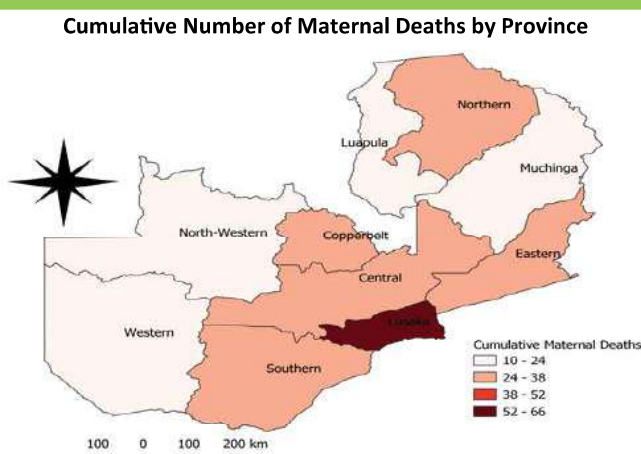 Cumulative Number of Maternal Deaths by Province
Northern
Luapula
Muchinga
North-Western
Copperbelt
Eastern
Central
Lusaka
Western
Southern
Cumulative Maternal Deaths
10 - 24
24 - 38
38 - 52
52 - 66
100 0 100 200 km